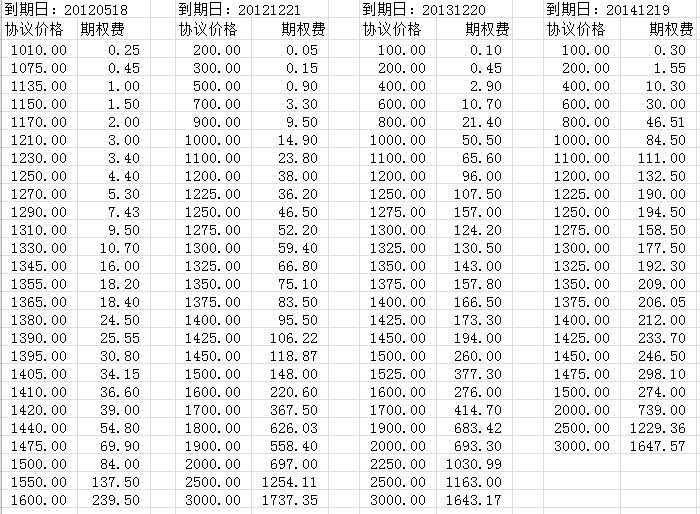 到期日：20120518 到期日：20121221 到期日：20131220 到期日：20141219
协议价格 期权费 协议价格 期权费 协议价格 期权费 协议价格 期权费
1010.00 0.25 200.00 0.05 100.00 0.10 100.00 0.30
1075.00 0.45 300.00 0.15 200.00 0.45 200.00 1.55
1135.00 1.00 500.00 0.90 400.00 2.90 400.00 10.30
1150.00 1.50 700.00 3.30 600.00 10.70 600.00 30.00
1170.00 2.00 900.00 9.50 800.00 21.40 800.00 46.51
1210.00 3.00 1000.00 14.90 1000.00 50.50 1000.00 84.50
1230.00 3.40 1100.00 23.80 1100.00 65.60 1100.00 111.00
1250.00 4.40 1200.00 38.00 1200.00 96.00 1200.00 132.50
1270.00 5.30 1225.00 36.20 1250.00 107.50 1225.00 190.00
1290.00 7.43 1250.00 46.50 1275.00 157.00 1250.00 194.50
1310.00 9.50 1275.00 52.20 1300.00 124.20 1275.00 158.50
1330.00 10.70 1300.00 59.40 1325.00 130.50 1300.00 177.50
1345.00 16.00 1325.00 66.80 1350.00 143.00 1325.00 192.30
1355.00 18.20 1350.00 75.10 1375.00 157.80 1350.00 209.00
1365.00 18.40 1375.00 83.50 1400.00 166.50 1375.00 206.05
1380.00 24.50 1400.00 95.50 1425.00 173.30 1400.00 212.00
1390.00 25.55 1425.00 106.22 1450.00 194.00 1425.00 233.70
1395.00 30.80 1450.00 118.87 1500.00 260.00 1450.00 246.50
1405.00 34.15 1500.00 148.00 1525.00 377.30 1475.00 298.10
1410.00 36.60 1600.00 220.60 1600.00 276.00 1500.00 274.00
1420.00 39.00 1700.00 367.50 1700.00 414.70 2000.00 739.00
1440.00 54.80 1800.00 626.03 1900.00 683.42 2500.00 1229.36
1475.00 69.90 1900.00 558.40 2000.00 693.30 3000.00 1647.57
1500.00 84.00 2000.00 697.00 2250.00 1030.99
1550.00 137.50 2500.00 1254.11 2500.00 1163.00
1600.00 239.50 3000.00 1737.35 3000.00 1643.17